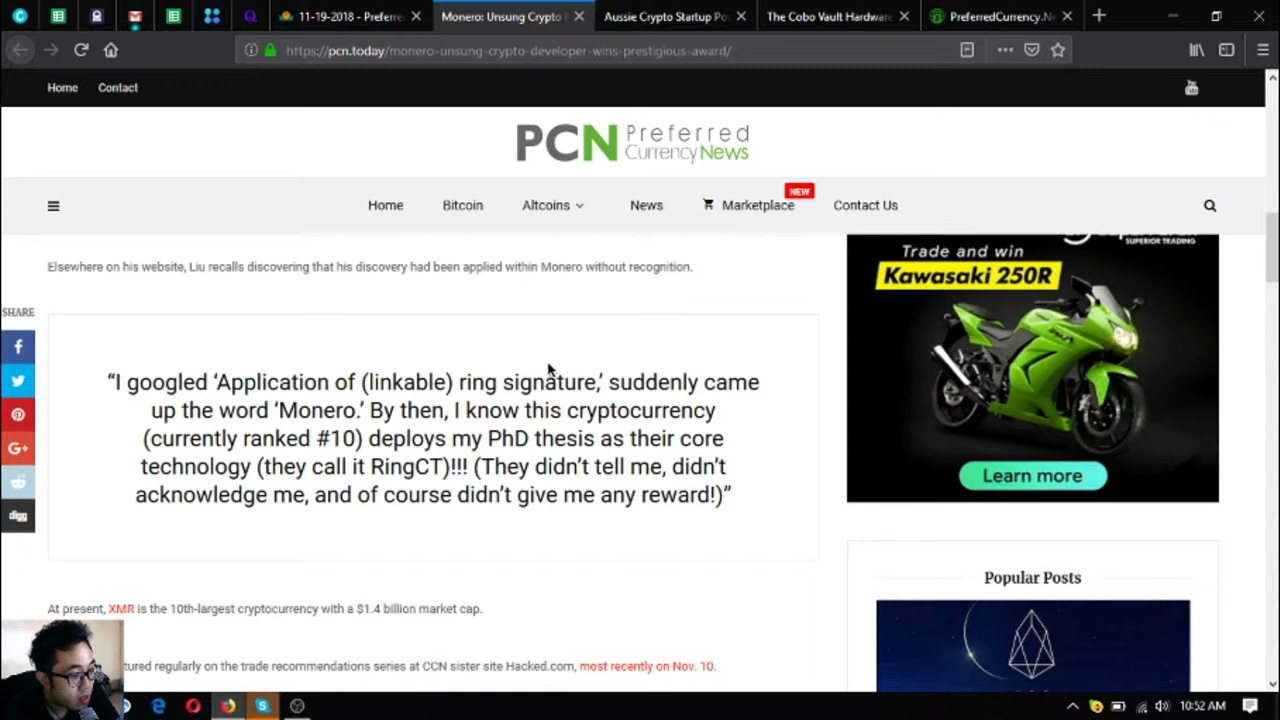 11-19-2018 - Preferre
Monero: Unsung Crypto
Aussie Crypto Startup Po
The Cobo Vault Hardware
PreferredCurrency.Ne
https://pcn.today/monero-unsung-crypto-developer-wins-prestigious-award/
Home
Contact
PCN Preferred
CurrencyNews
NEW
Home
Bitcoin
Altcoins
News
Marketplace
Contact Us
Elsewhere on his website, Liu recalls discovering that his discovery had been applied within Monero without recognition.
SHARE
“I googled ‘Application of (linkable) ring signature,’ suddenly came
up the word ‘Monero.’ By then, I know this cryptocurrency
(currently ranked #10) deploys my PhD thesis as their core
technology (they call it RingCT)!!! (They didn’t tell me, didn’t
acknowledge me, and of course didn’t give me any reward!)”
digg
SUPERIOR TRADING
Trade and win
Kawasaki 250R
Learn more
Popular Posts
At present, XMR is the 10th-largest cryptocurrency with a $1.4 billion market cap.
tured regularly on the trade recommendations series at CCN sister site Hacked.com, most recently on Nov. 10.
10:52 AM